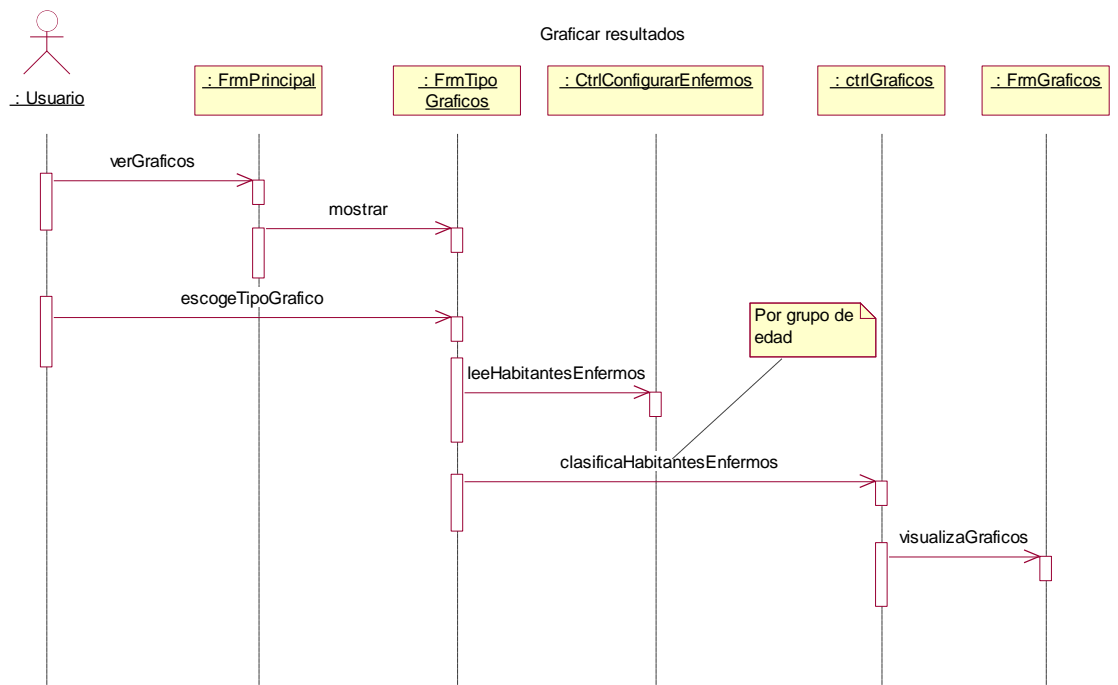 Graficar resultados
: Usuario
: FrmPrincipal
: FrmTipo
Graficos
: CtrlConfigurarEnfermos
: ctrlGraficos
: FrmGraficos
verGraficos
mostrar
escogeTipoGrafico
Por grupo de
edad
leeHabitantesEnfermos
clasificaHabitantesEnfermos
visualizaGraficos